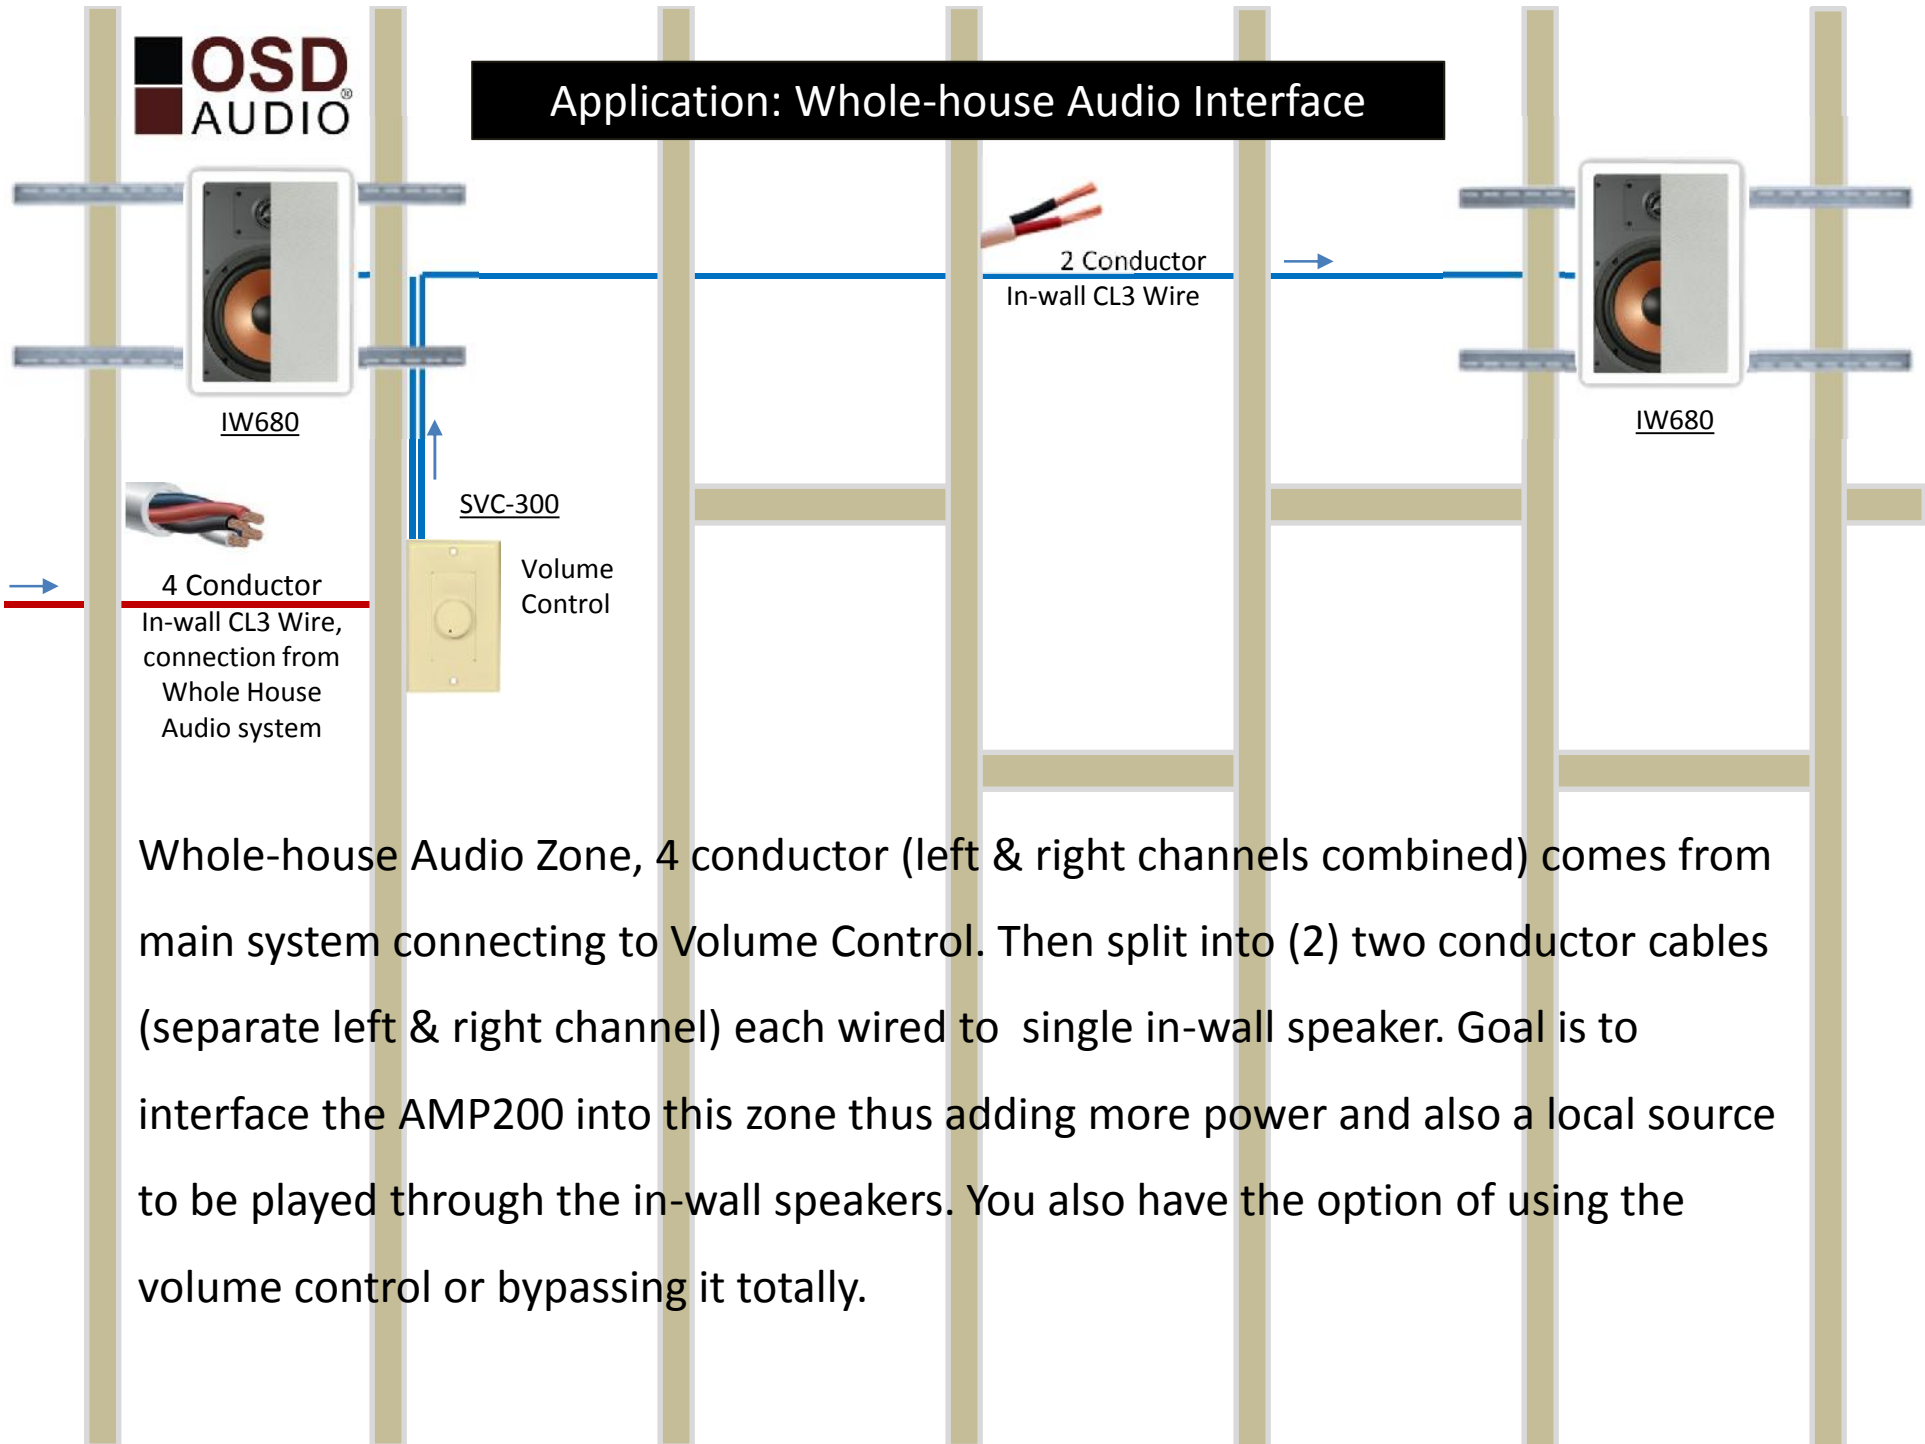 OSD
AUDIO®
Application: Whole-house Audio Interface
2 Conductor
In-wall CL3 Wire
IW680
IW680
SVC-300
Volume
Control
4 Conductor
In-wall CL3 Wire,
connection from
Whole House
Audio system
Whole-house Audio Zone, 4 conductor (left & right channels combined) comes from
main system connecting to Volume Control. Then split into (2) two conductor cables
(separate left & right channel) each wired to  single in-wall speaker. Goal is to
interface the AMP200 into this zone thus adding more power and also a local source
to be played through the in-wall speakers. You also have the option of using the
volume control or bypassing it totally.